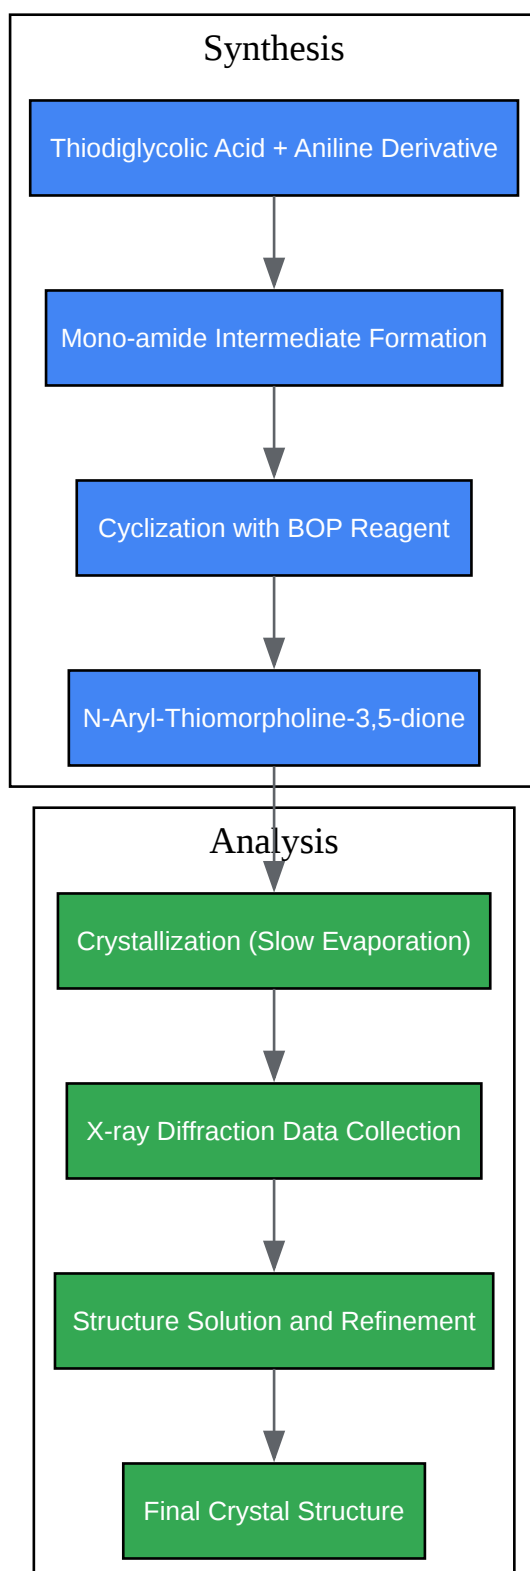 Synthesis
Thiodiglycolic Acid + Aniline Derivative
Mono-amide Intermediate Formation
Cyclization with BOP Reagent
N-Aryl-Thiomorpholine-3,5-dione
Analysis
Crystallization (Slow Evaporation)
X-ray Diffraction Data Collection
Structure Solution and Refinement
Final Crystal Structure